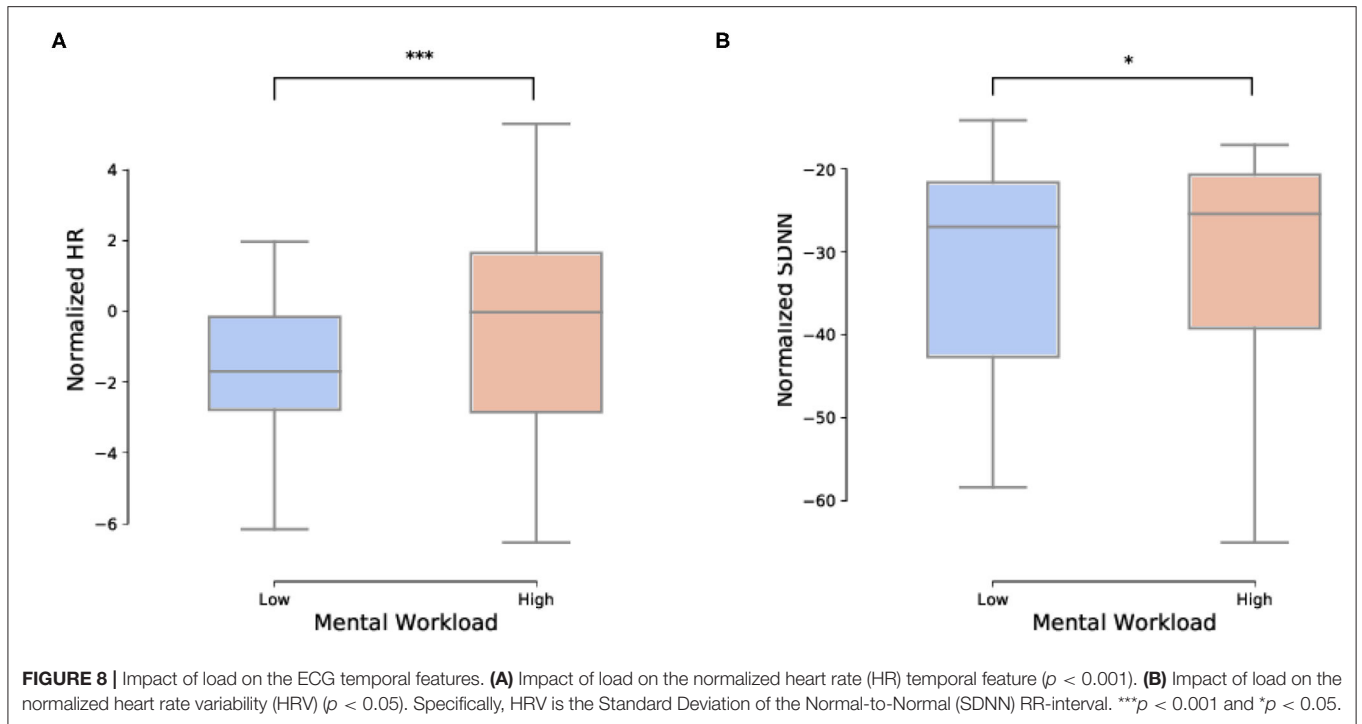 A
***
4
2
0
−2
−4
−6
Normalized HR
Low
High
Mental Workload
B
*
−20
−30
−40
−50
−60
Normalized SDNN
Low
High
Mental Workload
FIGURE 8 | Impact of load on the ECG temporal features. (A) Impact of load on the normalized heart rate (HR) temporal feature (p < 0.001). (B) Impact of load on the
normalized heart rate variability (HRV) (p < 0.05). Specifically, HRV is the Standard Deviation of the Normal-to-Normal (SDNN) RR-interval. ***p < 0.001 and *p < 0.05.